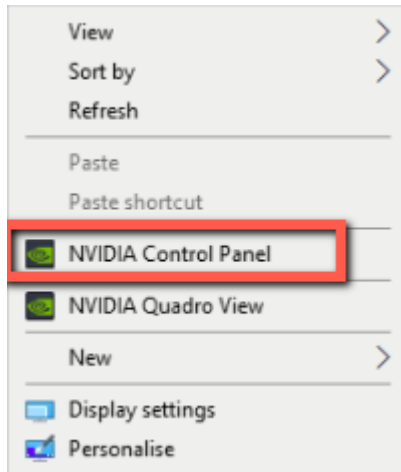 View
Sort by
Refresh
Paste
Paste shortcut
NVIDIA Control Panel
NVIDIA Quadro View
New
Display settings
Personalise